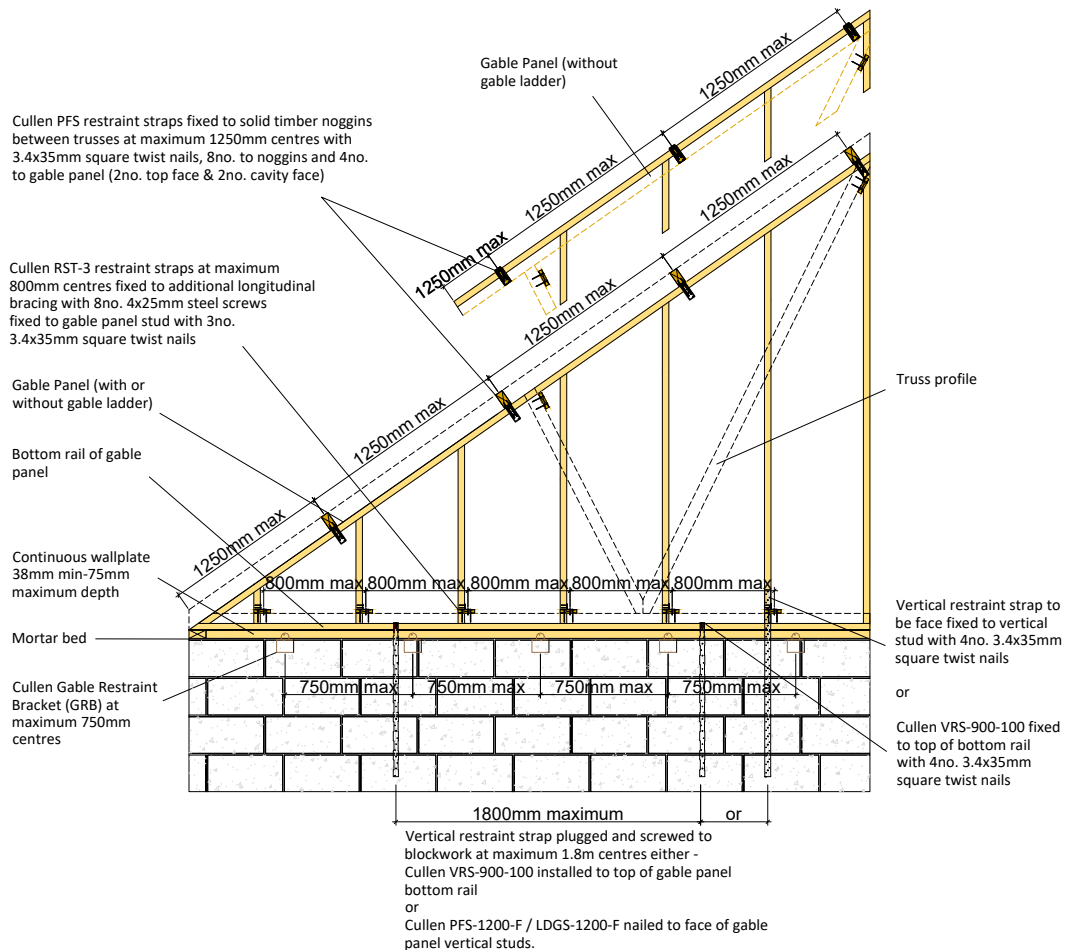 Gable Panel (without
gable ladder)
1250mm max
1250mm max
1250mm max
Cullen PFS restraint straps fixed to solid timber noggins
between trusses at maximum 1250mm centres with
3.4x35mm square twist nails, 8no. to noggins and 4no.
to gable panel (2no. top face & 2no. cavity face)
1250mm max
1250mm max
1250mm max
1250mm max
Cullen RST-3 restraint straps at maximum
800mm centres fixed to additional longitudinal
bracing with 8no. 4x25mm steel screws
fixed to gable panel stud with 3no.
3.4x35mm square twist nails
Gable Panel (with or
without gable ladder)
Truss profile
Bottom rail of gable
panel
Continuous wallplate
38mm min-75mm
maximum depth
800mm max
800mm max
800mm max
800mm max
800mm max
Mortar bed
Vertical restraint strap to
be face fixed to vertical
stud with 4no. 3.4x35mm
square twist nails
or
Cullen VRS-900-100 fixed
to top of bottom rail
with 4no. 3.4x35mm
square twist nails
Cullen Gable Restraint
Bracket (GRB) at
maximum 750mm
centres
750mm max
750mm max
750mm max
750mm max
1800mm maximum
or
Vertical restraint strap plugged and screwed to
blockwork at maximum 1.8m centres either -
Cullen VRS-900-100 installed to top of gable panel
bottom rail
or
Cullen PFS-1200-F / LDGS-1200-F nailed to face of gable
panel vertical studs.